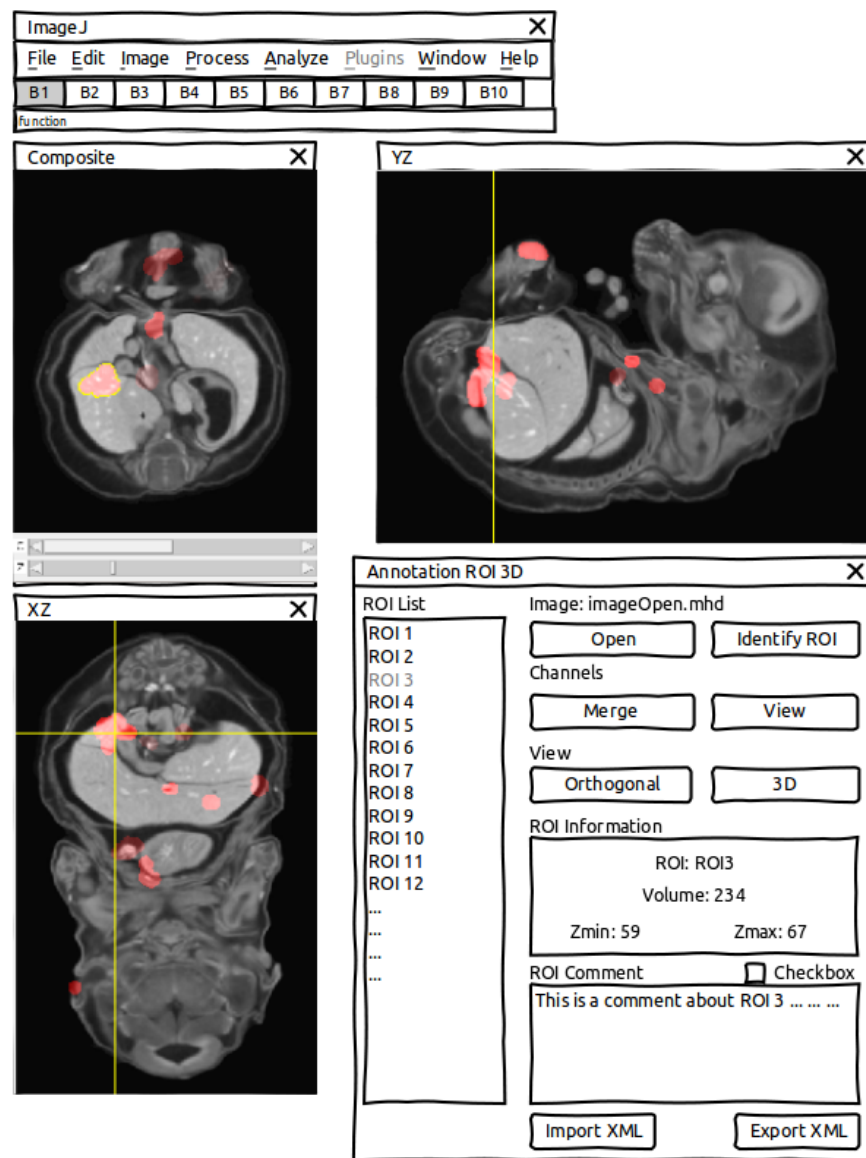 ImageJ
File Edit Image Process Analyze Plugins Window Help
B1 B2 B3 B4 B5 B6 B7 B8 B9 B10
function
Composite
YZ
XZ
Annotation ROI 3D
ROI List
ROI 1
ROI 2
ROI 3
ROI 4
ROI 5
ROI 6
ROI 7
ROI 8
ROI 9
ROI 10
ROI 11
ROI 12
...
...
...
...
Image: imageOpen.mhd
Open Identify ROI
Channels
Merge View
View
Orthogonal 3D
ROI Information
ROI: ROI3
Volume: 234
Zmin: 59 Zmax: 67
ROI Comment Checkbox
This is a comment about ROI 3 ... ... ...
Import XML Export XML